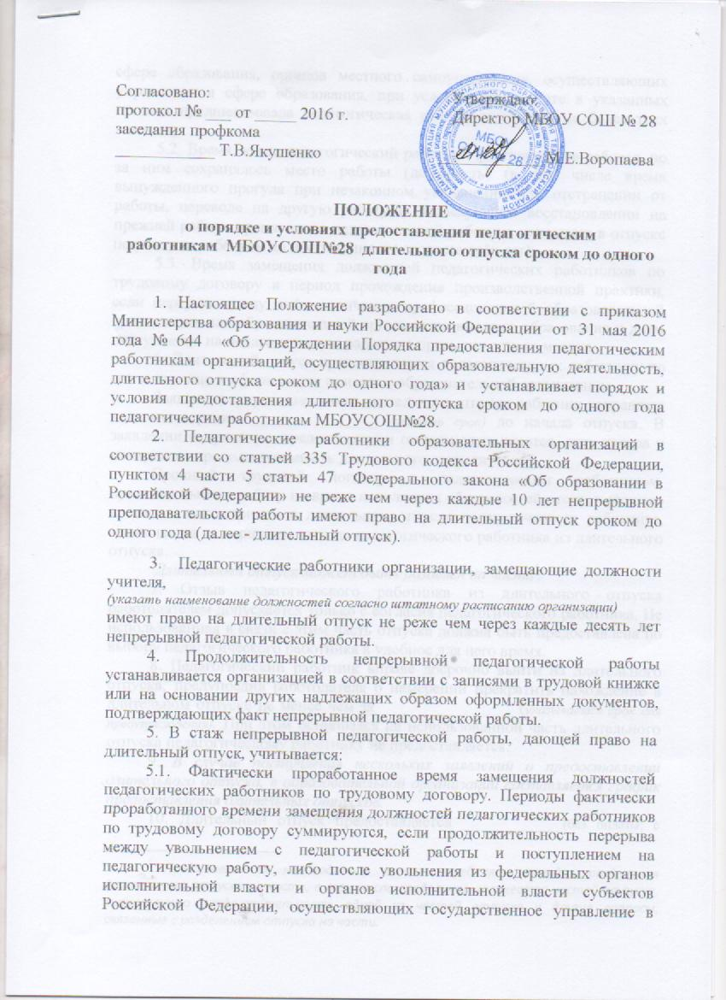 Согласовано:
протокол № ___ от _____ 2016 г.
заседания профкома
____________ Т.В.Якушенко
Утверждаю
Директор МБОУ СОШ № 28
М.Е.Воропаева
МБОУ
СОШ № 28
ПОЛОЖЕНИЕ
о порядке и условиях предоставления педагогическим
работникам МБОУСОШ№28 длительного отпуска сроком до одного
года
1. Настоящее Положение разработано в соответствии с приказом
Министерства образования и науки Российской Федерации от 31 мая 2016
года № 644 «Об утверждении Порядка предоставления педагогическим
работникам организаций, осуществляющих образовательную деятельность,
длительного отпуска сроком до одного года» и устанавливает порядок и
условия предоставления длительного отпуска сроком до одного года
педагогическим работникам МБОУСОШ№28.
2. Педагогические работники образовательных организаций в
соответствии со статьей 335 Трудового кодекса Российской Федерации,
пунктом 4 части 5 статьи 47 Федерального закона «Об образовании в
Российской Федерации» не реже чем через каждые 10 лет непрерывной
преподавательской работы имеют право на длительный отпуск сроком до
одного года (далее - длительный отпуск).
3. Педагогические работники организации, замещающие должности
учителя,
(указать наименование должностей согласно штатному расписанию организации)
имеют право на длительный отпуск не реже чем через каждые десять лет
непрерывной педагогической работы.
4. Продолжительность непрерывной педагогической работы
устанавливается организацией в соответствии с записями в трудовой книжке
или на основании других надлежащих образом оформленных документов,
подтверждающих факт непрерывной педагогической работы.
5. В стаж непрерывной педагогической работы, дающей право на
длительный отпуск, учитывается:
5.1. Фактически проработанное время замещения должностей
педагогических работников по трудовому договору. Периоды фактически
проработанного времени замещения должностей педагогических работников
по трудовому договору суммируются, если продолжительность перерыва
между увольнением с педагогической работы и поступлением на
педагогическую работу, либо после увольнения из федеральных органов
исполнительной власти и органов исполнительной власти субъектов
Российской Федерации, осуществляющих государственное управление в